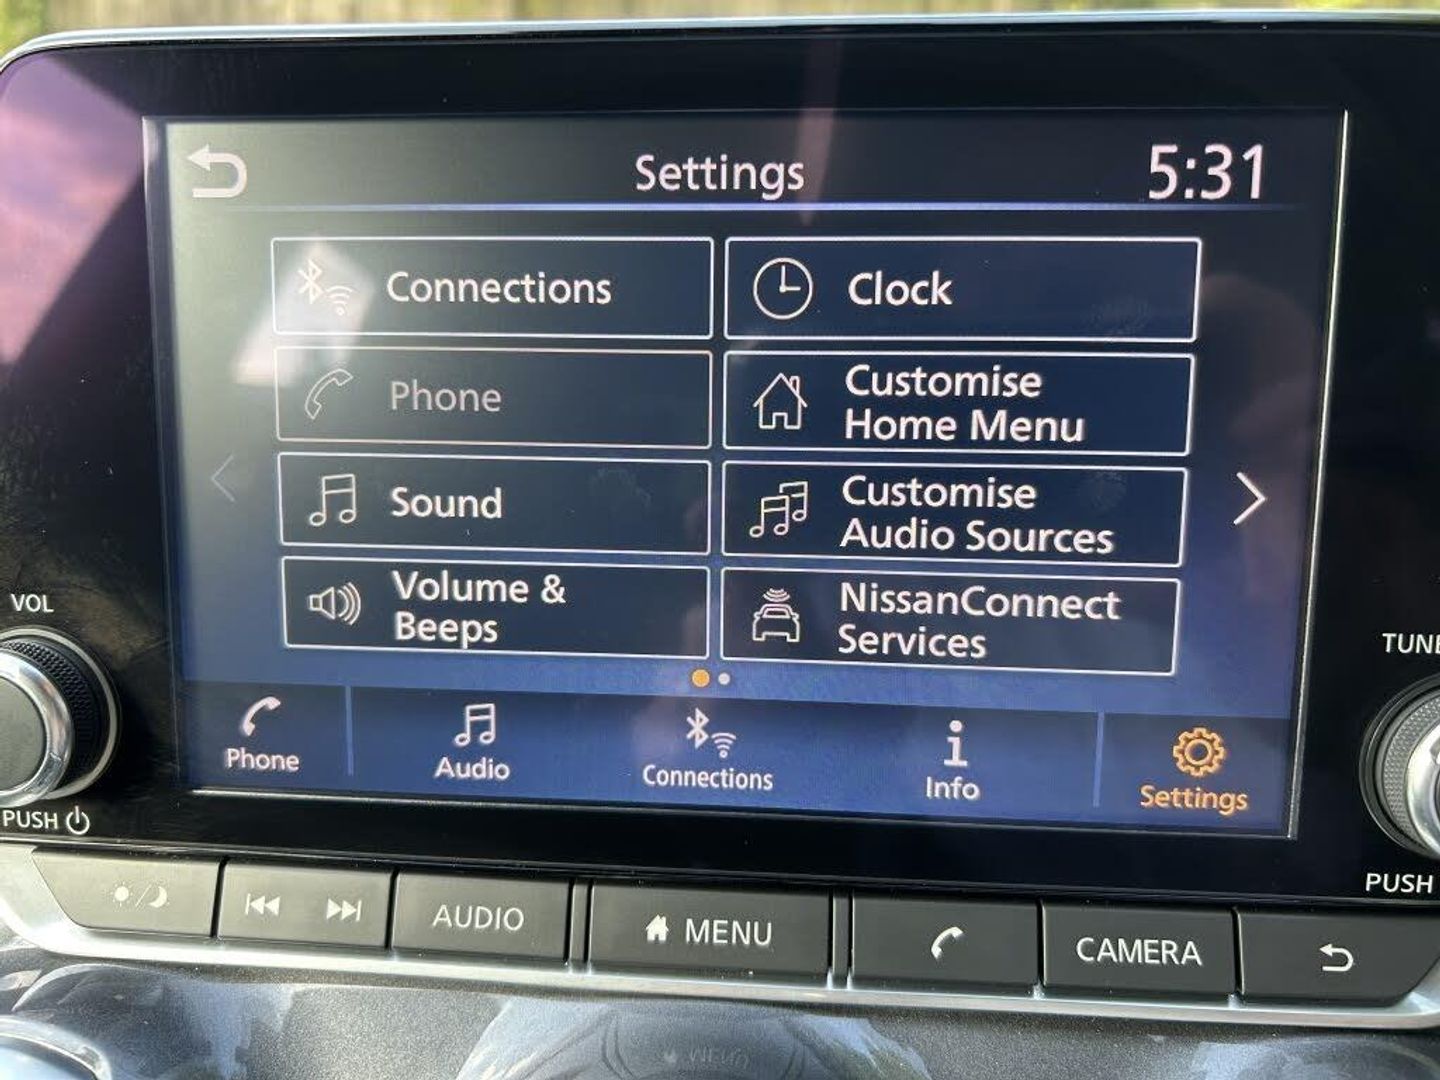 Settings
5:31
Connections
Clock
Phone
Customise
Home Menu
Sound
Customise
Audio Sources
Volume &
Beeps
NissanConnect
Services
VOL
TUNE
Phone
Audio
Connections
Info
Settings
PUSH
PUSH
AUDIO
MENU
CAMERA